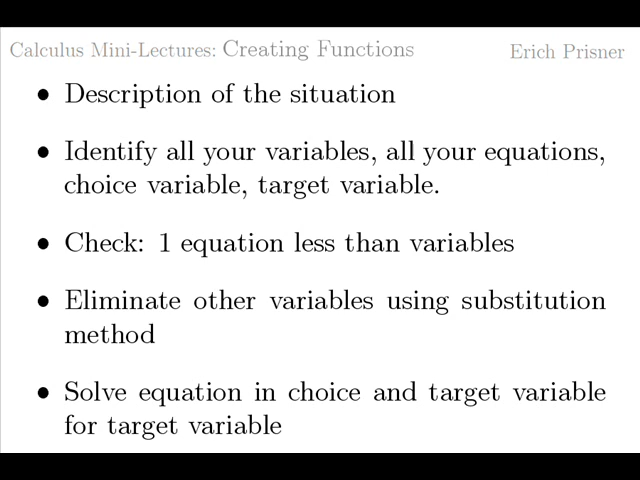 Calculus Mini-Lectures: Creating Functions Erich Prisner
• Description of the situation
• Identify all your variables, all your equations,
choice variable, target variable.
• Check: 1 equation less than variables
• Eliminate other variables using substitution
method
• Solve equation in choice and target variable
for target variable